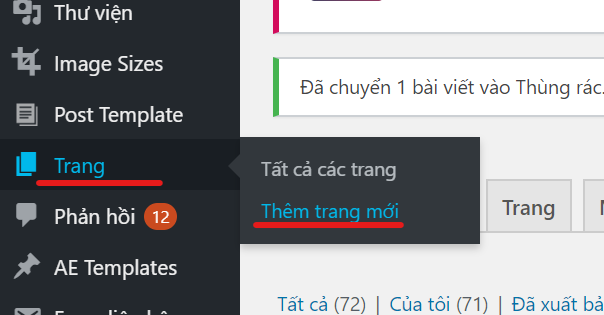 Thư viện
Image Sizes
Post Template
Trang
Phản hồi 12
AE Templates
Đã chuyển 1 bài viết vào Thùng rác.
Tất cả các trang
Thêm trang mới
Trang
Tất cả (72) | Của tôi (71) | Đã xuất bả